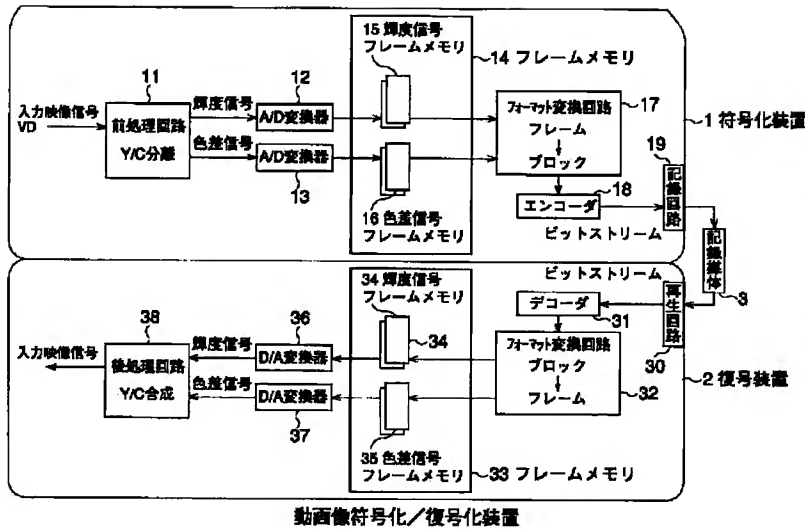 15 輝度信号
フレームメモリ
14 フレームメモリ
11
12
入力映像信号
VD
輝度信号
前処理回路
Y/C分離
A/D変換器
色差信号
A/D変換器
13
16 色差信号
フレームメモリ
17
フォーマット変換回路
フレーム
ブロック
18
エンコーダ
ビットストリーム
19
記録回路
1 符号化装置
記録媒体
3
34 輝度信号
フレームメモリ
34
ビットストリーム
デコーダ
31
再生回路
30
38
36
入力映像信号
輝度信号
後処理回路
Y/C合成
D/A変換器
色差信号
D/A変換器
37
フォーマット変換回路
ブロック
フレーム
32
2 復号装置
35 色差信号
フレームメモリ
33 フレームメモリ
動画像符号化/復号化装置